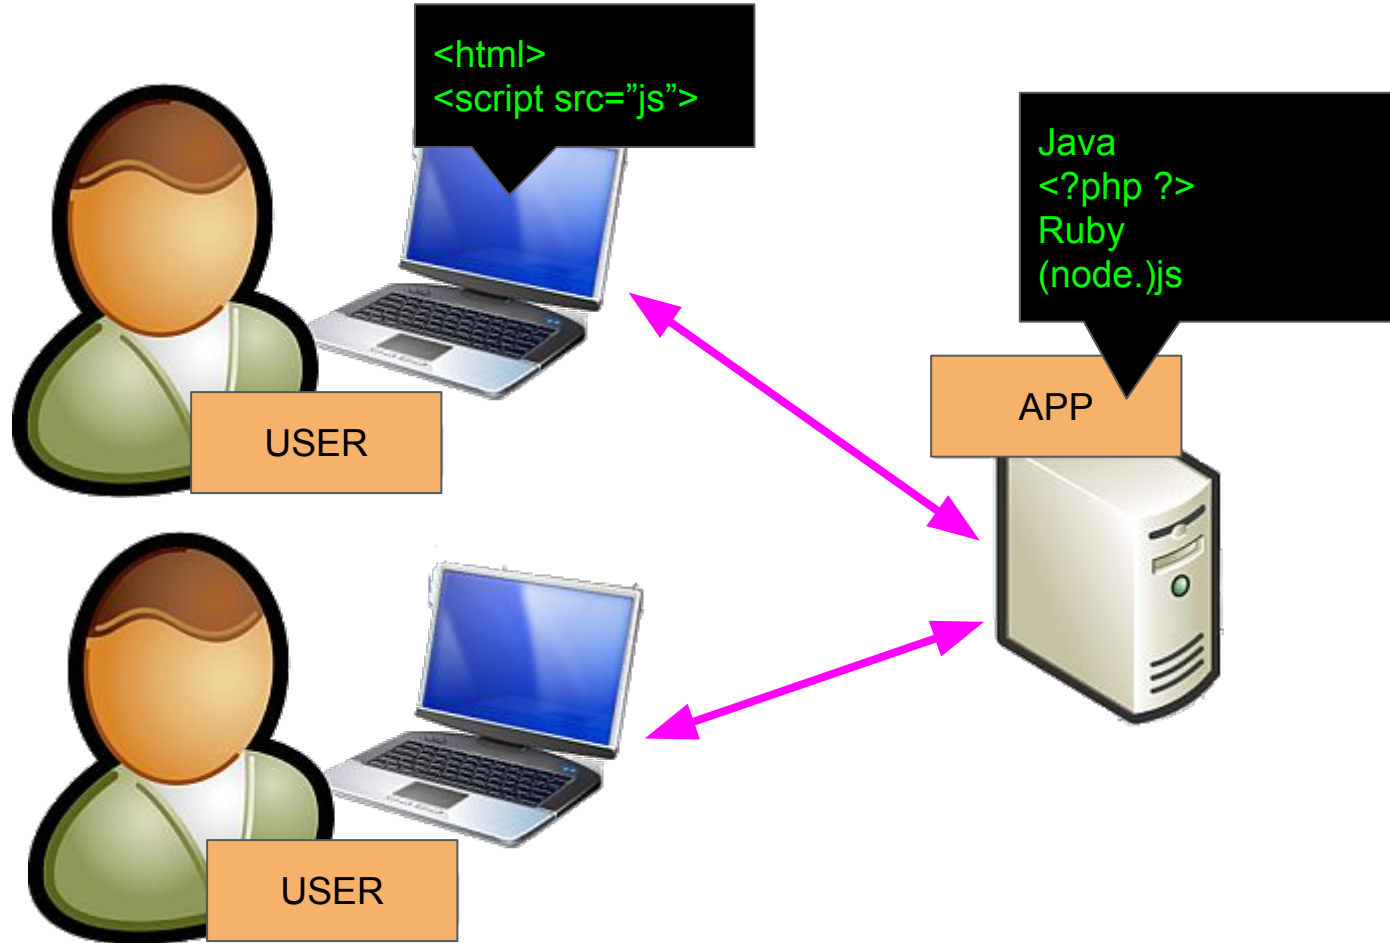 <html>
<script src=”js”>
Java
<?php ?>
Ruby
(node.)js
APP
USER
USER